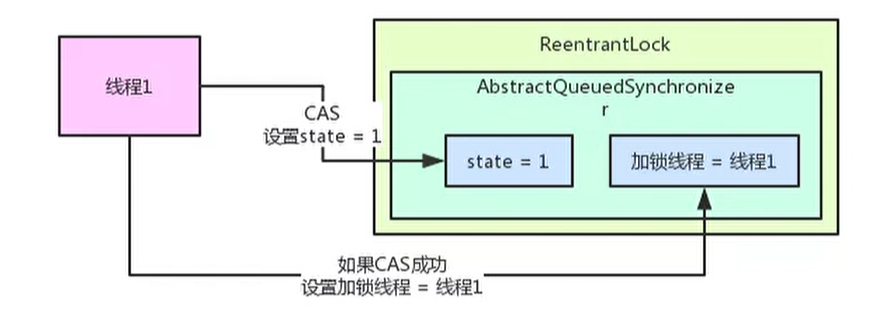 ReentrantLock
线程1
AbstractQueuedSynchronize
r
CAS
设置state = 1
state = 1
加锁线程 = 线程1
如果CAS成功
设置加锁线程 = 线程1